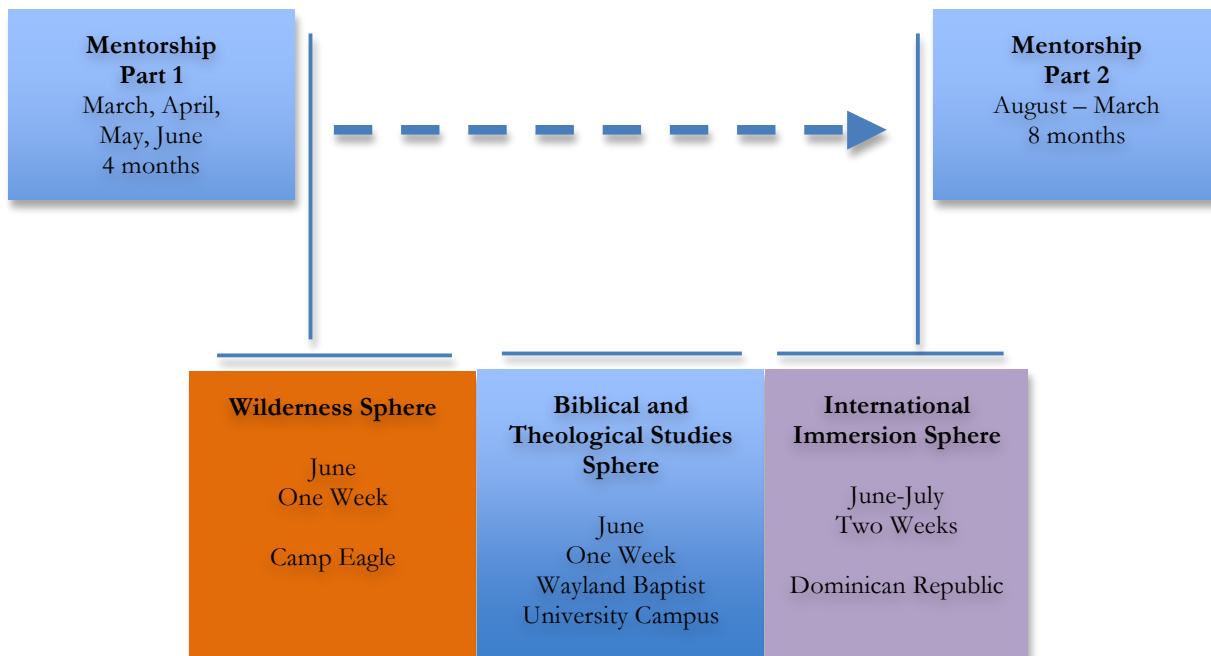 Mentorship
Part 1
March, April,
May, June
4 months
Mentorship
Part 2
August – March
8 months
Wilderness Sphere
June
One Week
Camp Eagle
Biblical and
Theological Studies
Sphere
June
One Week
Wayland Baptist
University Campus
International
Immersion Sphere
June-July
Two Weeks
Dominican Republic